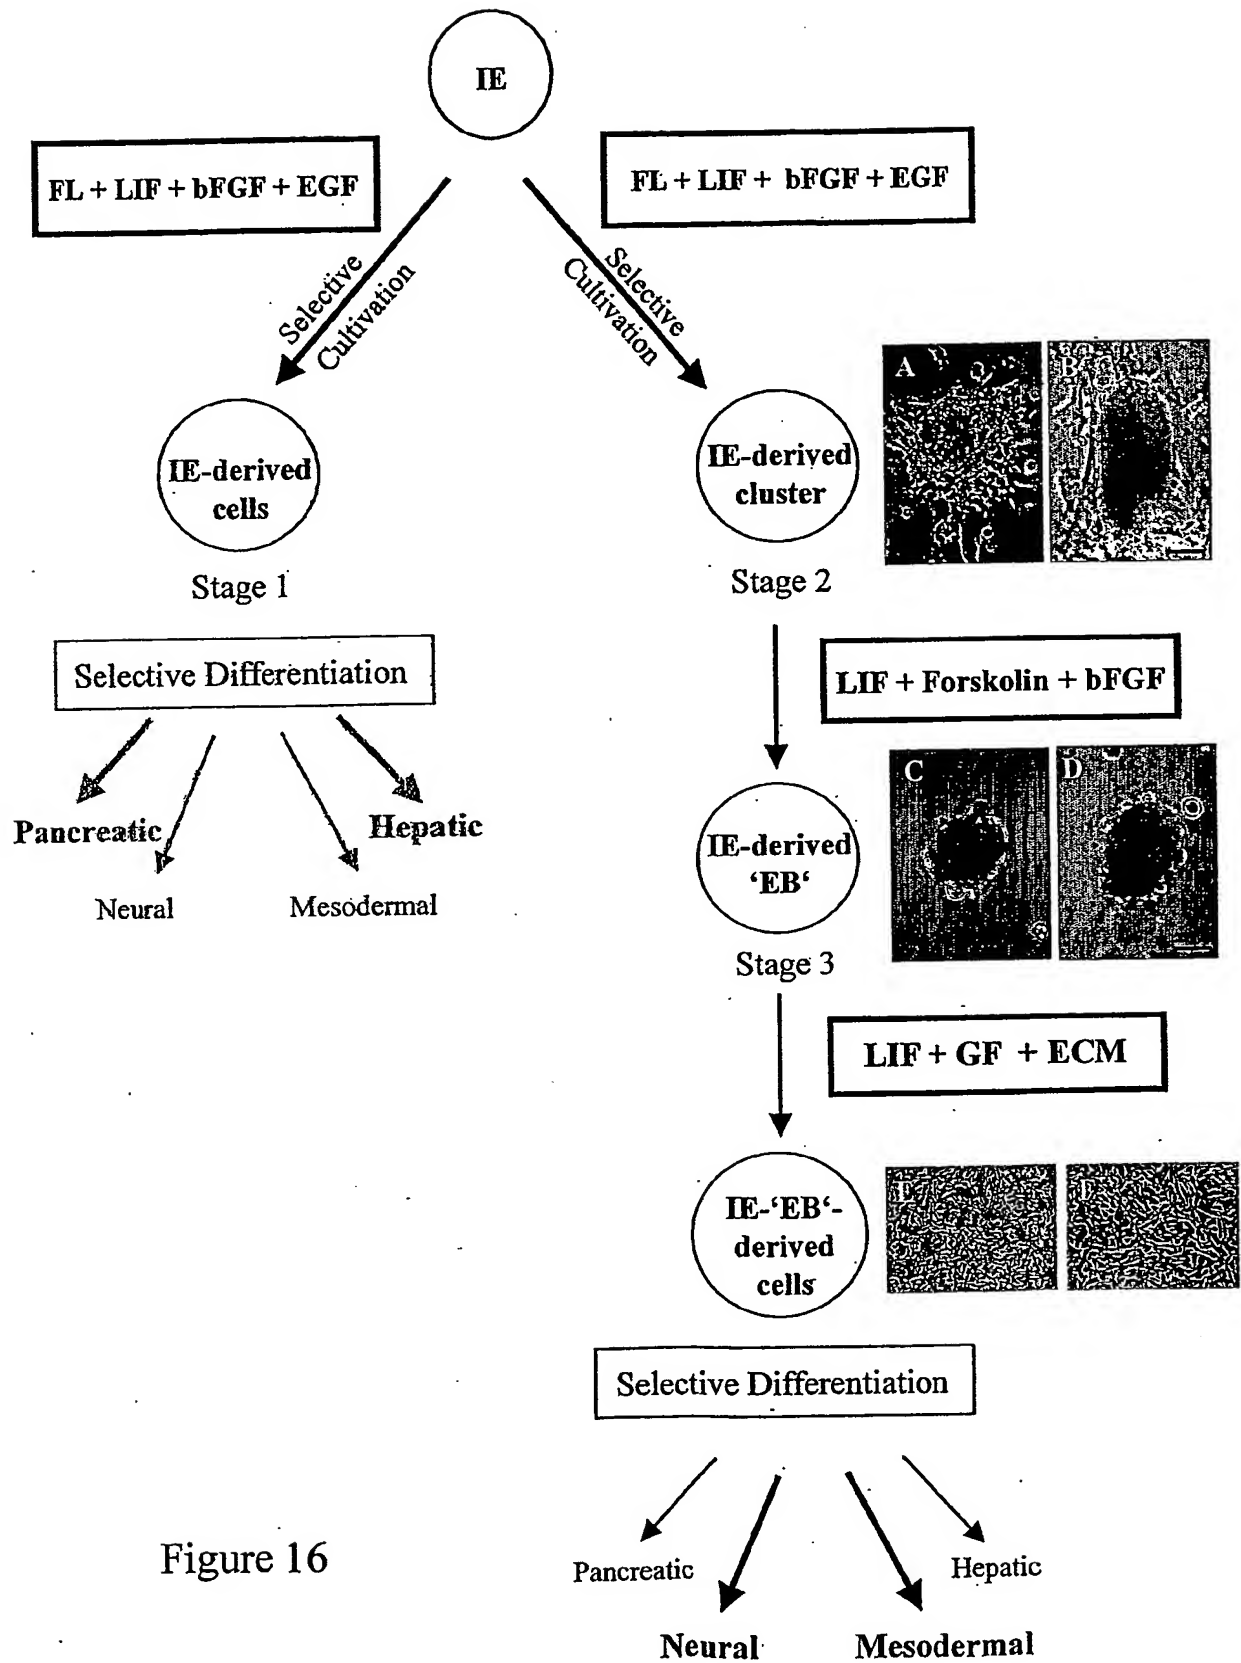 IE
FL + LIF + bFGF + EGF
FL + LIF + bFGF + EGF
Selective
Cultivation
Selective
Cultivation
A
B
IE-derived
cells
IE-derived
cluster
Stage 1
Stage 2
Selective Differentiation
LIF + Forskolin + bFGF
Pancreatic
Hepatic
Neural
Mesodermal
C
D
IE-derived
‘EB‘
Stage 3
LIF + GF + ECM
E
F
IE-‘EB‘-
derived
cells
Selective Differentiation
Pancreatic
Hepatic
Neural
Mesodermal
Figure 16